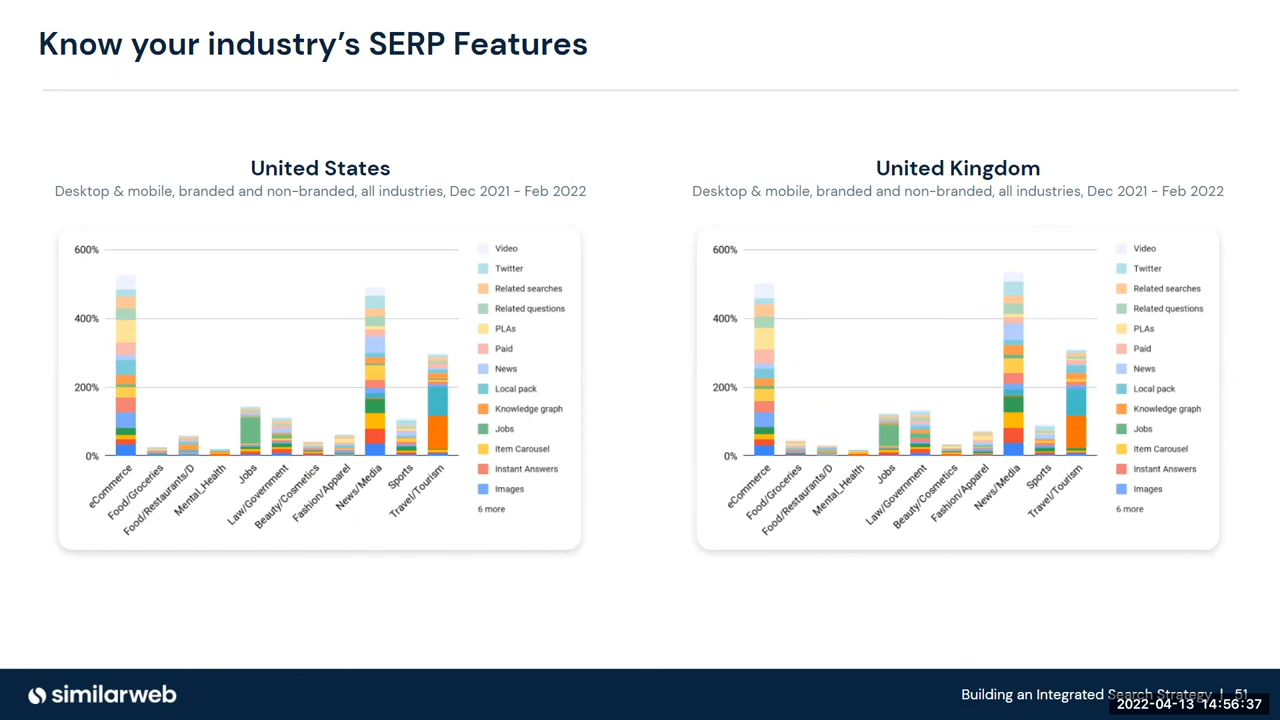 Know your industry’s SERP Features
United States
Desktop & mobile, branded and non-branded, all industries, Dec 2021 - Feb 2022
600%
400%
200%
0%
eCommerce
Food/Groceries
Food/Restaurants/D
Mental_Health
Jobs
Law/Government
Beauty/Cosmetics
Fashion/Apparel
News/Media
Sports
Travel/Tourism
Video
Twitter
Related searches
Related questions
PLAs
Paid
News
Local pack
Knowledge graph
Jobs
Item Carousel
Instant Answers
Images
6 more
United Kingdom
Desktop & mobile, branded and non-branded, all industries, Dec 2021 - Feb 2022
600%
400%
200%
0%
eCommerce
Food/Groceries
Food/Restaurants/D
Mental_Health
Jobs
Law/Government
Beauty/Cosmetics
Fashion/Apparel
News/Media
Sports
Travel/Tourism
Video
Twitter
Related searches
Related questions
PLAs
Paid
News
Local pack
Knowledge graph
Jobs
Item Carousel
Instant Answers
Images
6 more
similarweb
Building an Integrated Search Strategy | 51
2022-04-13 14:56:37